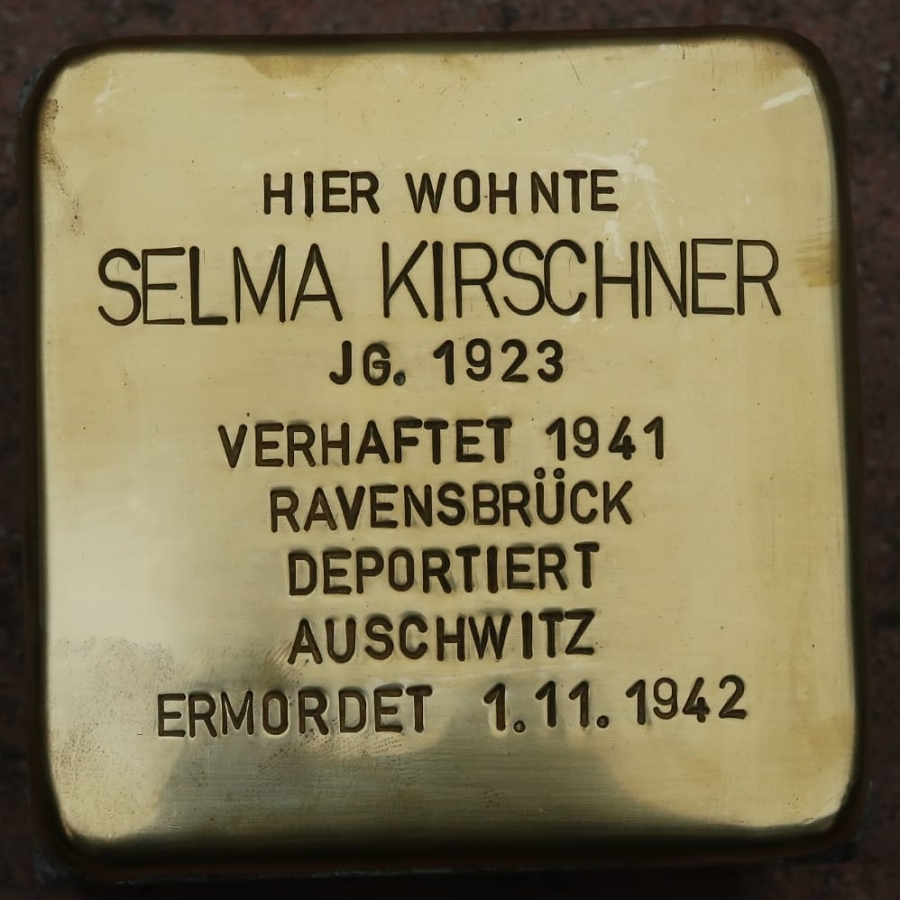 HIER WOHNTE
SELMA KIRSCHNER
JG. 1923
VERHAFTET 1941
RAVENSBRÜCK
DEPORTIERT
AUSCHWITZ
ERMORDET 1.11.1942